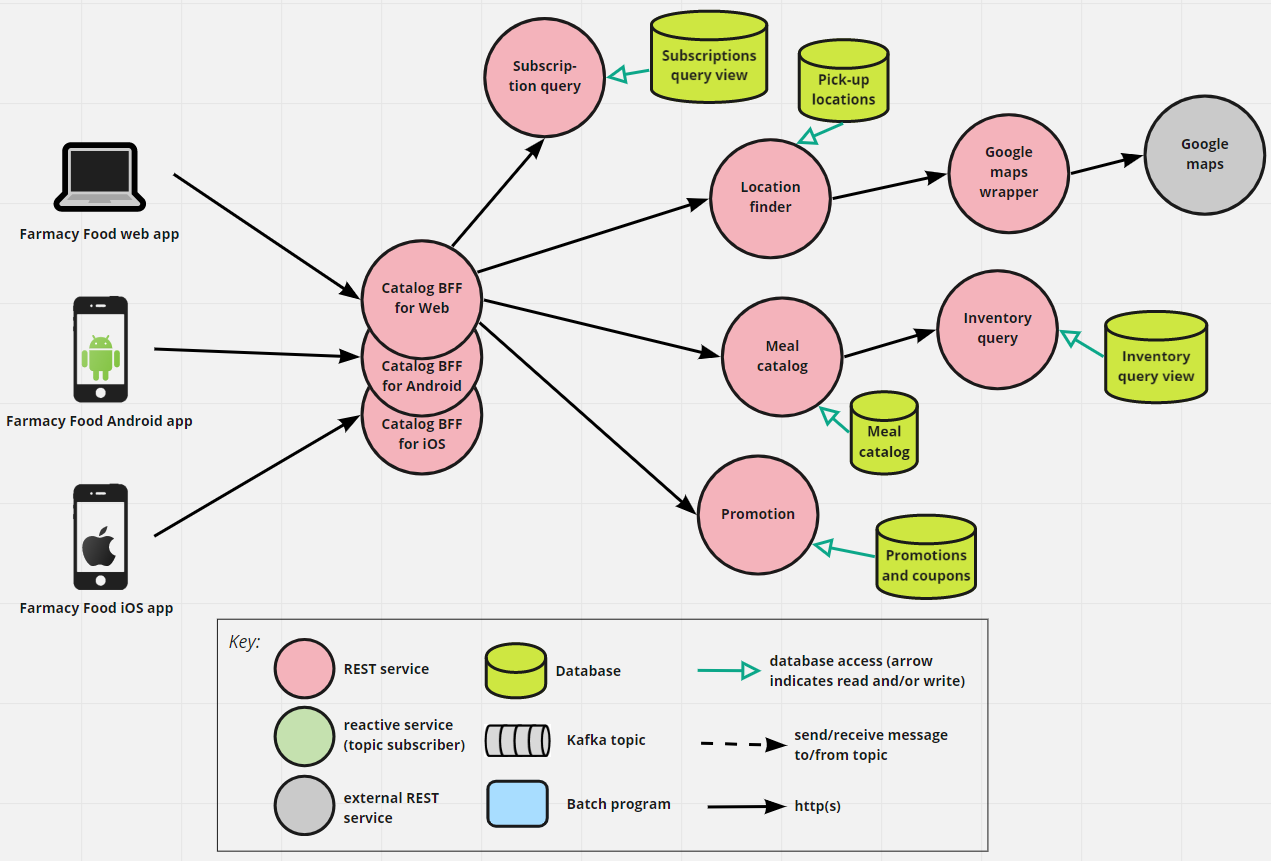 Subscrip-
tion query
Subscriptions
query view
Pick-up
locations
Google
maps
Google
maps
wrapper
Location
finder
Farmacy Food web app
Catalog BFF
for Web
Inventory
query
Meal
catalog
Inventory
query view
Catalog BFF
for Android
Farmacy Food Android app
Catalog BFF
for iOS
Meal
catalog
Promotion
Promotions
and coupons
Farmacy Food iOS app
Key:
REST service
Database
database access (arrow
indicates read and/or write)
reactive service
(topic subscriber)
Kafka topic
send/receive message
to/from topic
external REST
service
Batch program
http(s)